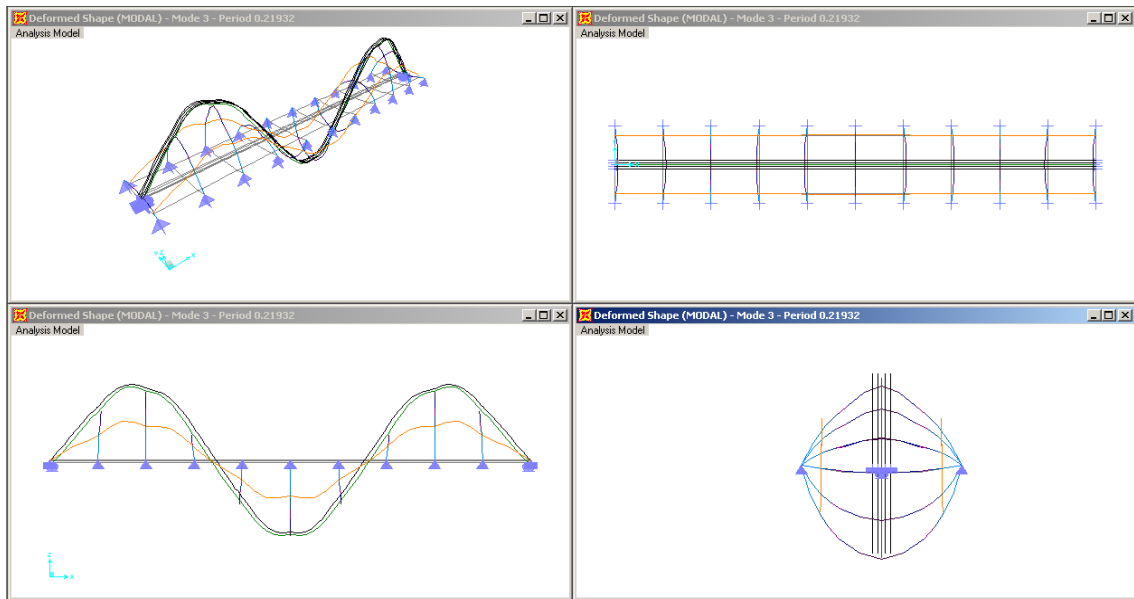 Deformed Shape (MODAL) - Mode 3 - Period 0.21932
Analysis Model
Y Z
X
Deformed Shape (MODAL) - Mode 3 - Period 0.21932
Analysis Model
Deformed Shape (MODAL) - Mode 3 - Period 0.21932
Analysis Model
Z
X
Deformed Shape (MODAL) - Mode 3 - Period 0.21932
Analysis Model